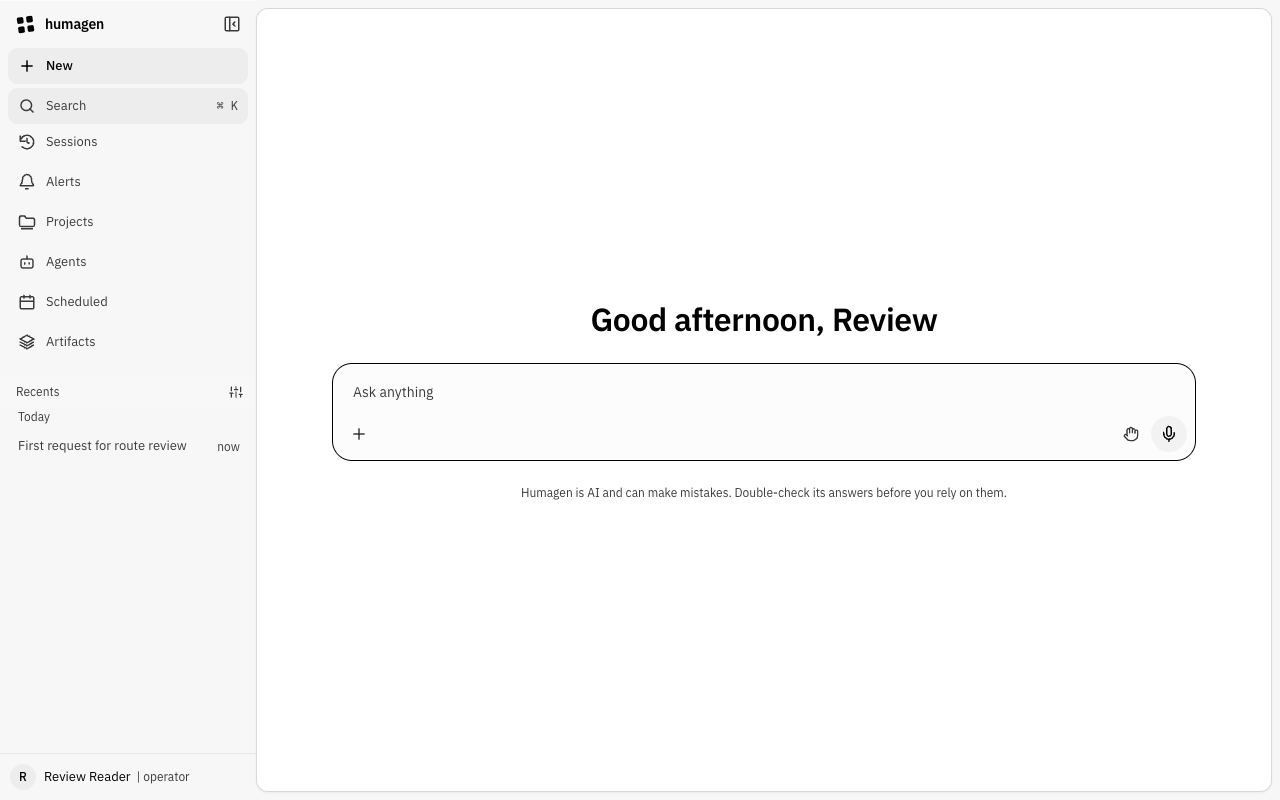 humagen
New
Search ⌘ K
Sessions
Alerts
Projects
Agents
Scheduled
Artifacts
Recents
Today
First request for route review now
R Review Reader | operator
Good afternoon, Review
Ask anything
Humagen is AI and can make mistakes. Double-check its answers before you rely on them.